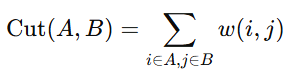 Cut(A, B) = ∑_{i∈A,j∈B} w(i, j)